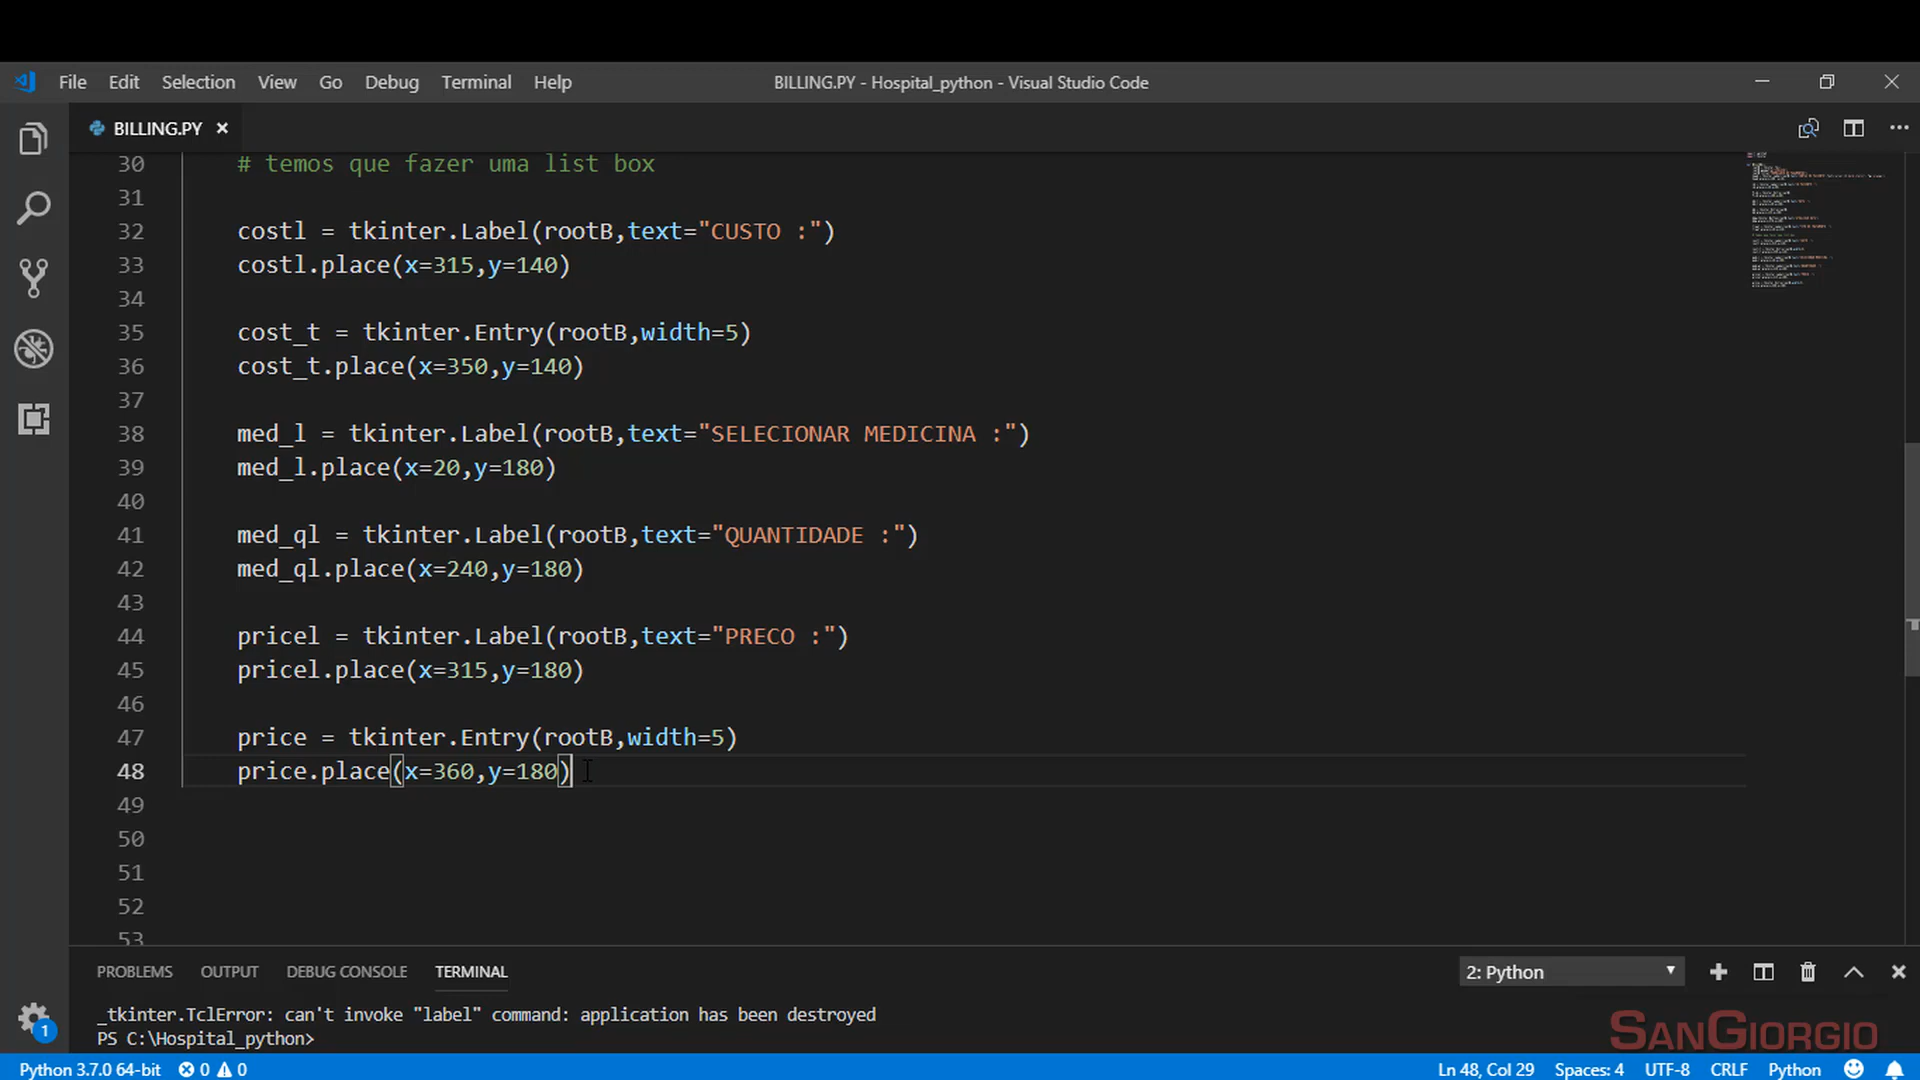 File Edit Selection View Go Debug Terminal Help
BILLING.PY - Hospital_python - Visual Studio Code
BILLING.PY
30 # temos que fazer uma list box
31
32 costl = tkinter.Label(rootB,text="CUSTO :")
33 costl.place(x=315,y=140)
34
35 cost_t = tkinter.Entry(rootB,width=5)
36 cost_t.place(x=350,y=140)
37
38 med_l = tkinter.Label(rootB,text="SELECIONAR MEDICINA :")
39 med_l.place(x=20,y=180)
40
41 med_ql = tkinter.Label(rootB,text="QUANTIDADE :")
42 med_ql.place(x=240,y=180)
43
44 pricel = tkinter.Label(rootB,text="PRECO :")
45 pricel.place(x=315,y=180)
46
47 price = tkinter.Entry(rootB,width=5)
48 price.place(x=360,y=180)
49
50
51
52
53
PROBLEMS OUTPUT DEBUG CONSOLE TERMINAL 2: Python
_tkinter.TclError: can't invoke "label" command: application has been destroyed
PS C:\Hospital_python>
1
SANGIORGIO
Python 3.7.0 64-bit 0 0 Ln 48, Col 29 Spaces: 4 UTF-8 CRLF Python